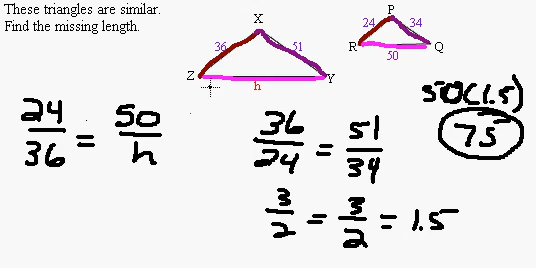 These triangles are similar.
Find the missing length.
X
36
51
Z
h
Y
P
24
34
R
50
Q
24/36 = 50/h
36/24 = 51/34
3/2 = 3/2 = 1.5
50(1.5)
75